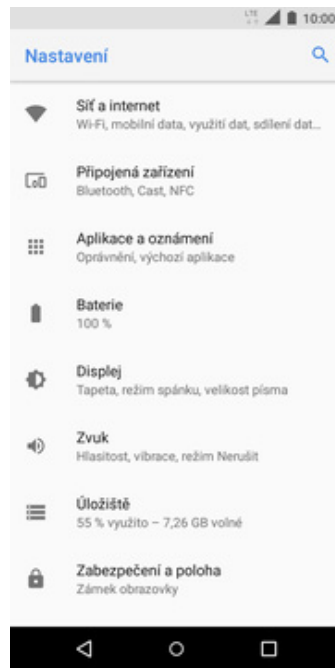 LTE 10:00
Nastavení
Síť a internet
Wi-Fi, mobilní data, využití dat, sdílení dat…
Připojená zařízení
Bluetooth, Cast, NFC
Aplikace a oznámení
Oprávnění, výchozí aplikace
Baterie
100 %
Displej
Tapeta, režim spánku, velikost písma
Zvuk
Hlasitost, vibrace, režim Nerušit
Úložiště
55 % využito – 7,26 GB volné
Zabezpečení a poloha
Zámek obrazovky